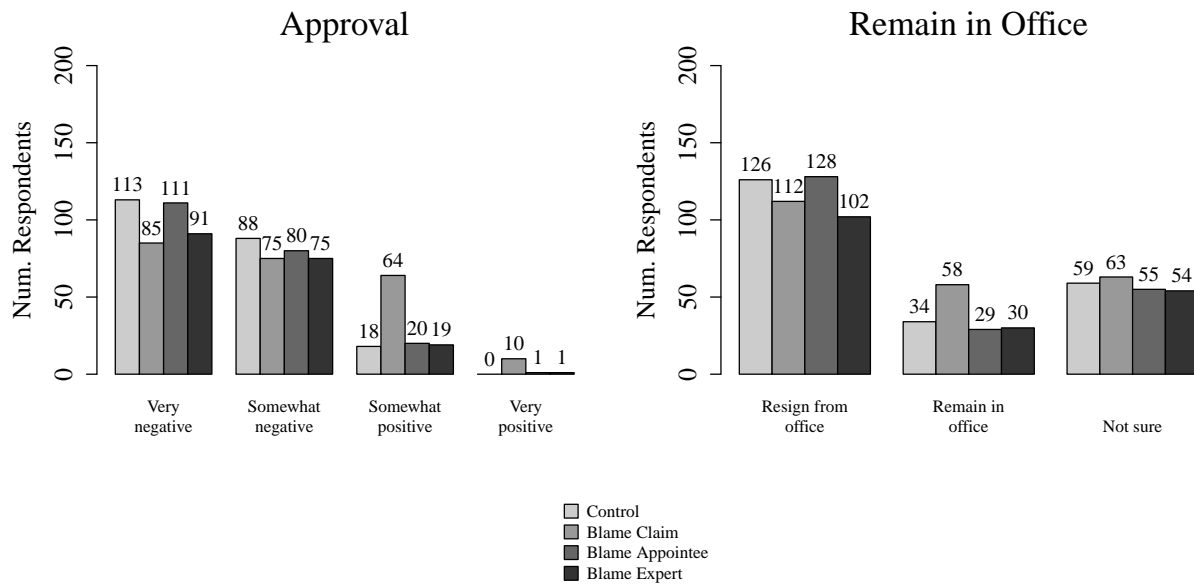 Approval
Num. Respondents
0
50
100
150
200
113
85
111
91
88
75
80
75
18
64
20
19
0
10
1
1
Very
negative
Somewhat
negative
Somewhat
positive
Very
positive
Remain in Office
Num. Respondents
0
50
100
150
200
126
112
128
102
34
58
29
30
59
63
55
54
Resign from
office
Remain in
office
Not sure
Control
Blame Claim
Blame Appointee
Blame Expert